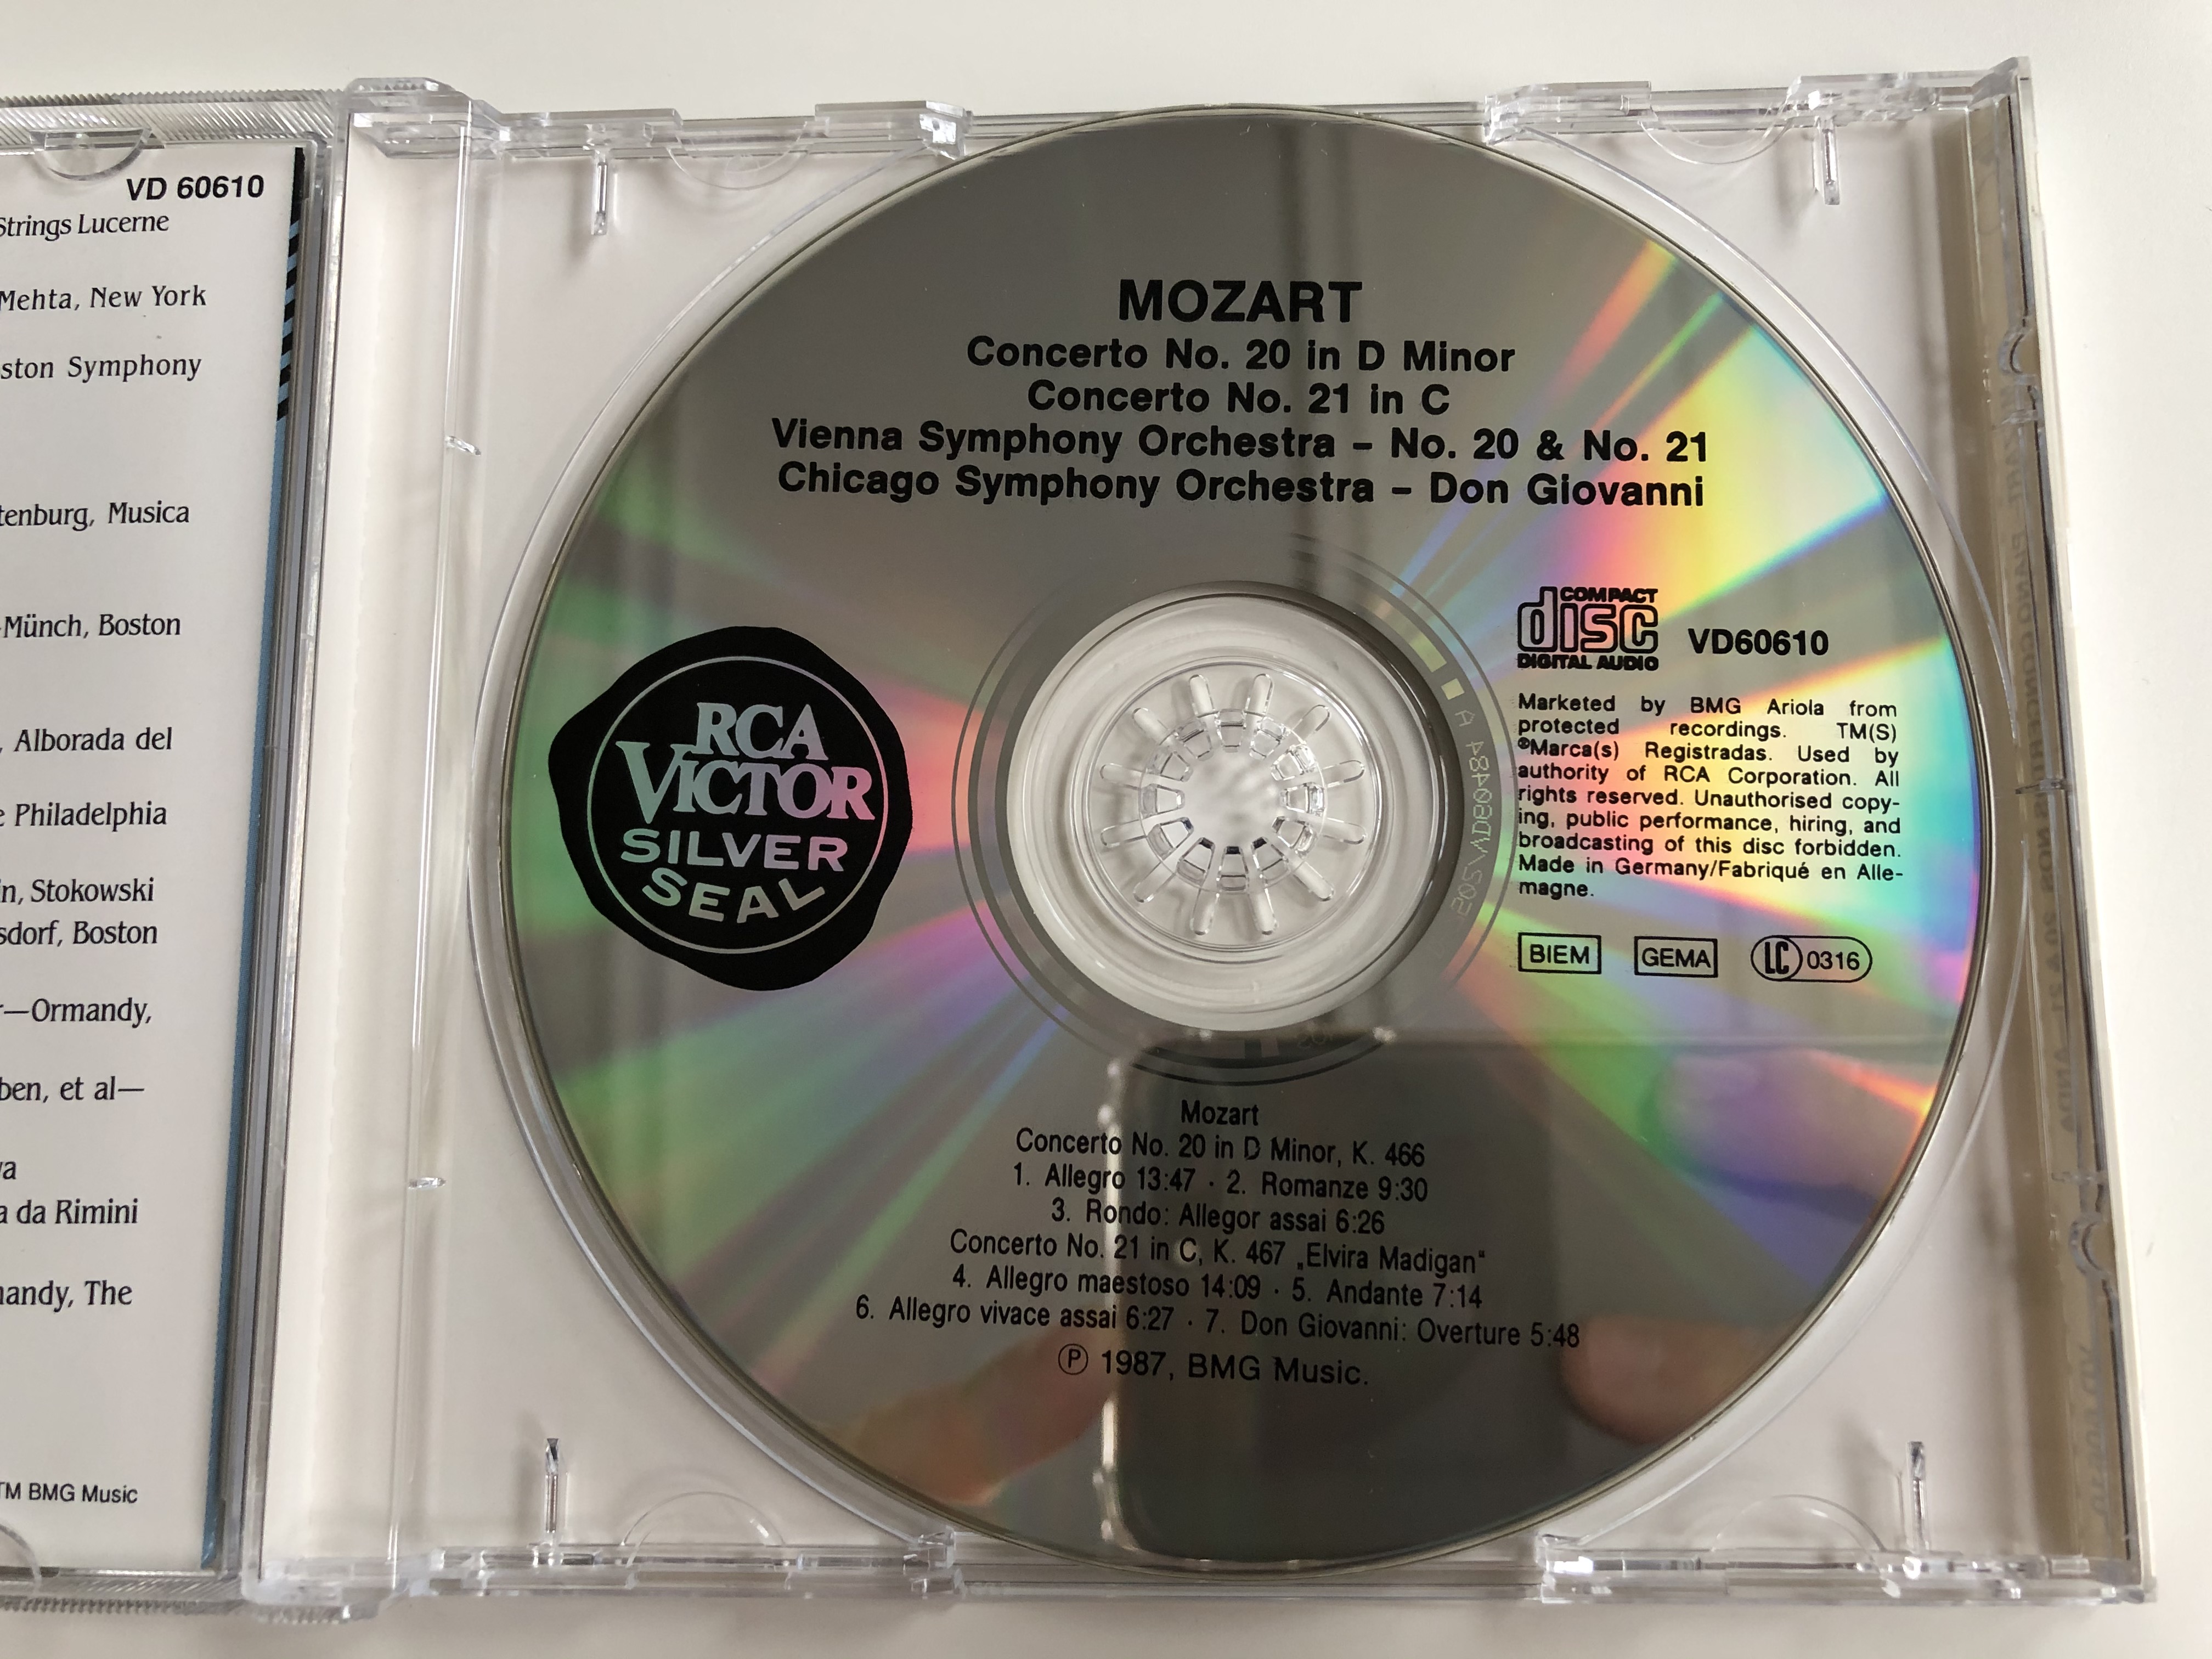 VD 60610
Strings Lucerne
Mehta, New York
ston Symphony
tenburg, Musica
-Münch, Boston
, Alborada del
e Philadelphia
n, Stokowski
sdorf, Boston
r—Ormandy,
ben, et al—
a da Rimini
andy, The
TM BMG Music
MOZART
Concerto No. 20 in D Minor
Concerto No. 21 in C
Vienna Symphony Orchestra – No. 20 & No. 21
Chicago Symphony Orchestra – Don Giovanni
RCA
VICTOR
SILVER
SEAL
COMPACT
disc
DIGITAL AUDIO
VD60610
Marketed by BMG Ariola from
protected recordings. TM(S)
®Marca(s) Registradas. Used by
authority of RCA Corporation. All
rights reserved. Unauthorised copy-
ing, public performance, hiring, and
broadcasting of this disc forbidden.
Made in Germany/Fabriqué en Alle-
magne.
BIEM GEMA LC 0316
Mozart
Concerto No. 20 in D Minor, K. 466
1. Allegro 13:47 · 2. Romanze 9:30
3. Rondo: Allegor assai 6:26
Concerto No. 21 in C, K. 467 „Elvira Madigan“
4. Allegro maestoso 14:09 · 5. Andante 7:14
6. Allegro vivace assai 6:27 · 7. Don Giovanni: Overture 5:48
℗ 1987, BMG Music.